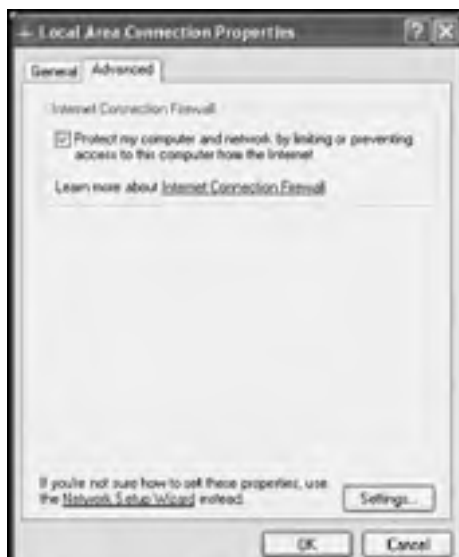 Local Area Connection Properties
General Advanced
Internet Connection Firewall
Protect my computer and network by limiting or preventing
access to this computer from the Internet
Learn more about Internet Connection Firewall
If you're not sure how to set these properties, use
the Network Setup Wizard instead.
Settings...
OK Cancel